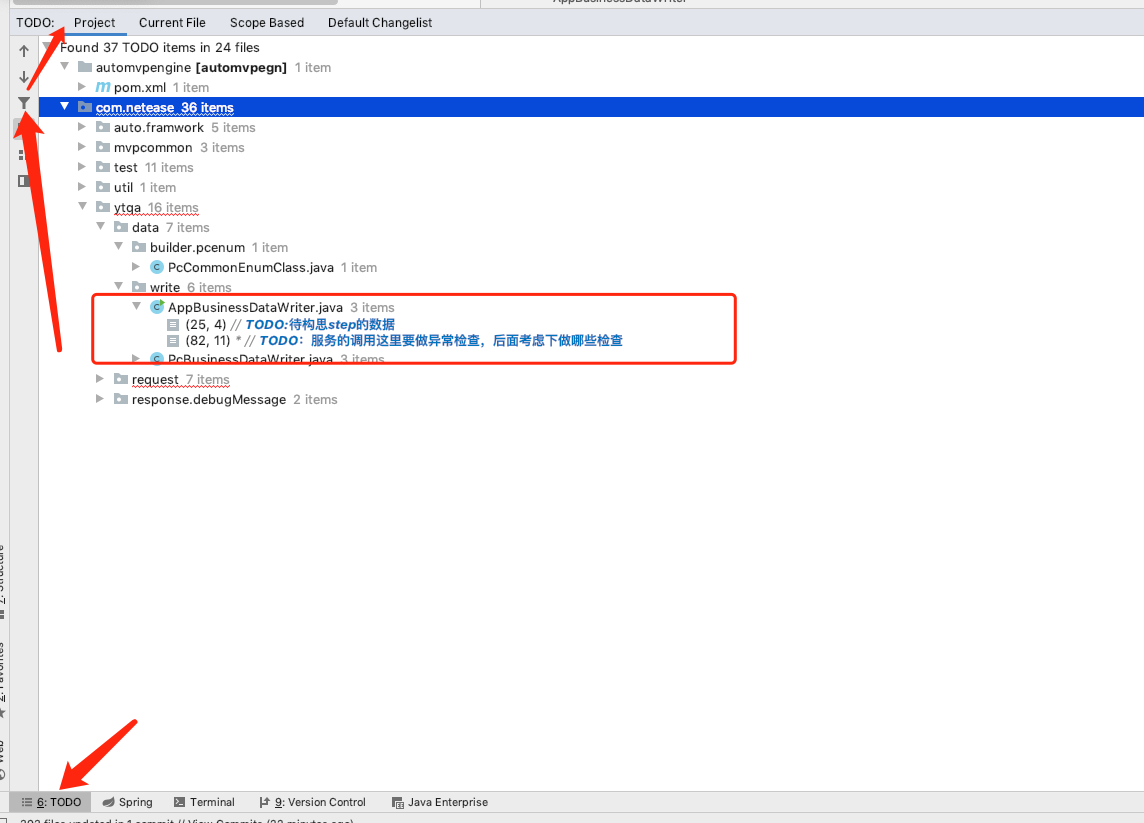 AppBusinessDataWriter
TODO: Project Current File Scope Based Default Changelist
Found 37 TODO items in 24 files
automvpengine [automvpegn] 1 item
pom.xml 1 item
com.netease 36 items
auto.framwork 5 items
mvpcommon 3 items
test 11 items
util 1 item
ytqa 16 items
data 7 items
builder.pcenum 1 item
PcCommonEnumClass.java 1 item
write 6 items
AppBusinessDataWriter.java 3 items
(25, 4) // TODO:待构思step的数据
(82, 11) * // TODO：服务的调用这里要做异常检查，后面考虑下做哪些检查
PcBusinessDataWriter.java 3 items
request 7 items
response.debugMessage 2 items
Z: Structure
2: Favorites
Web
6: TODO Spring Terminal 9: Version Control Java Enterprise